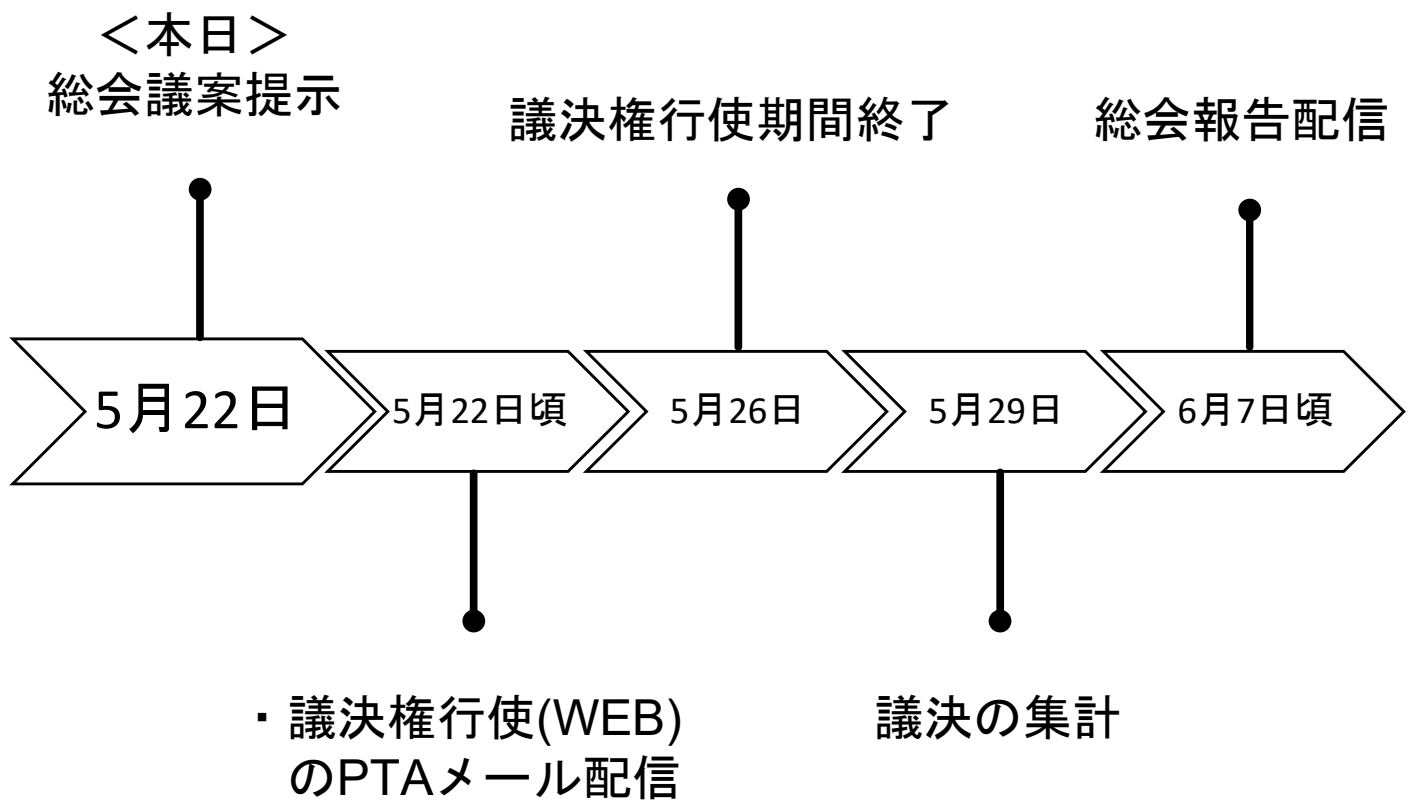 ＜本日＞
総会議案提示
議決権行使期間終了
総会報告配信
5月22日
5月22日頃
5月26日
5月29日
6月7日頃
・議決権行使(WEB)
のPTAメール配信
議決の集計